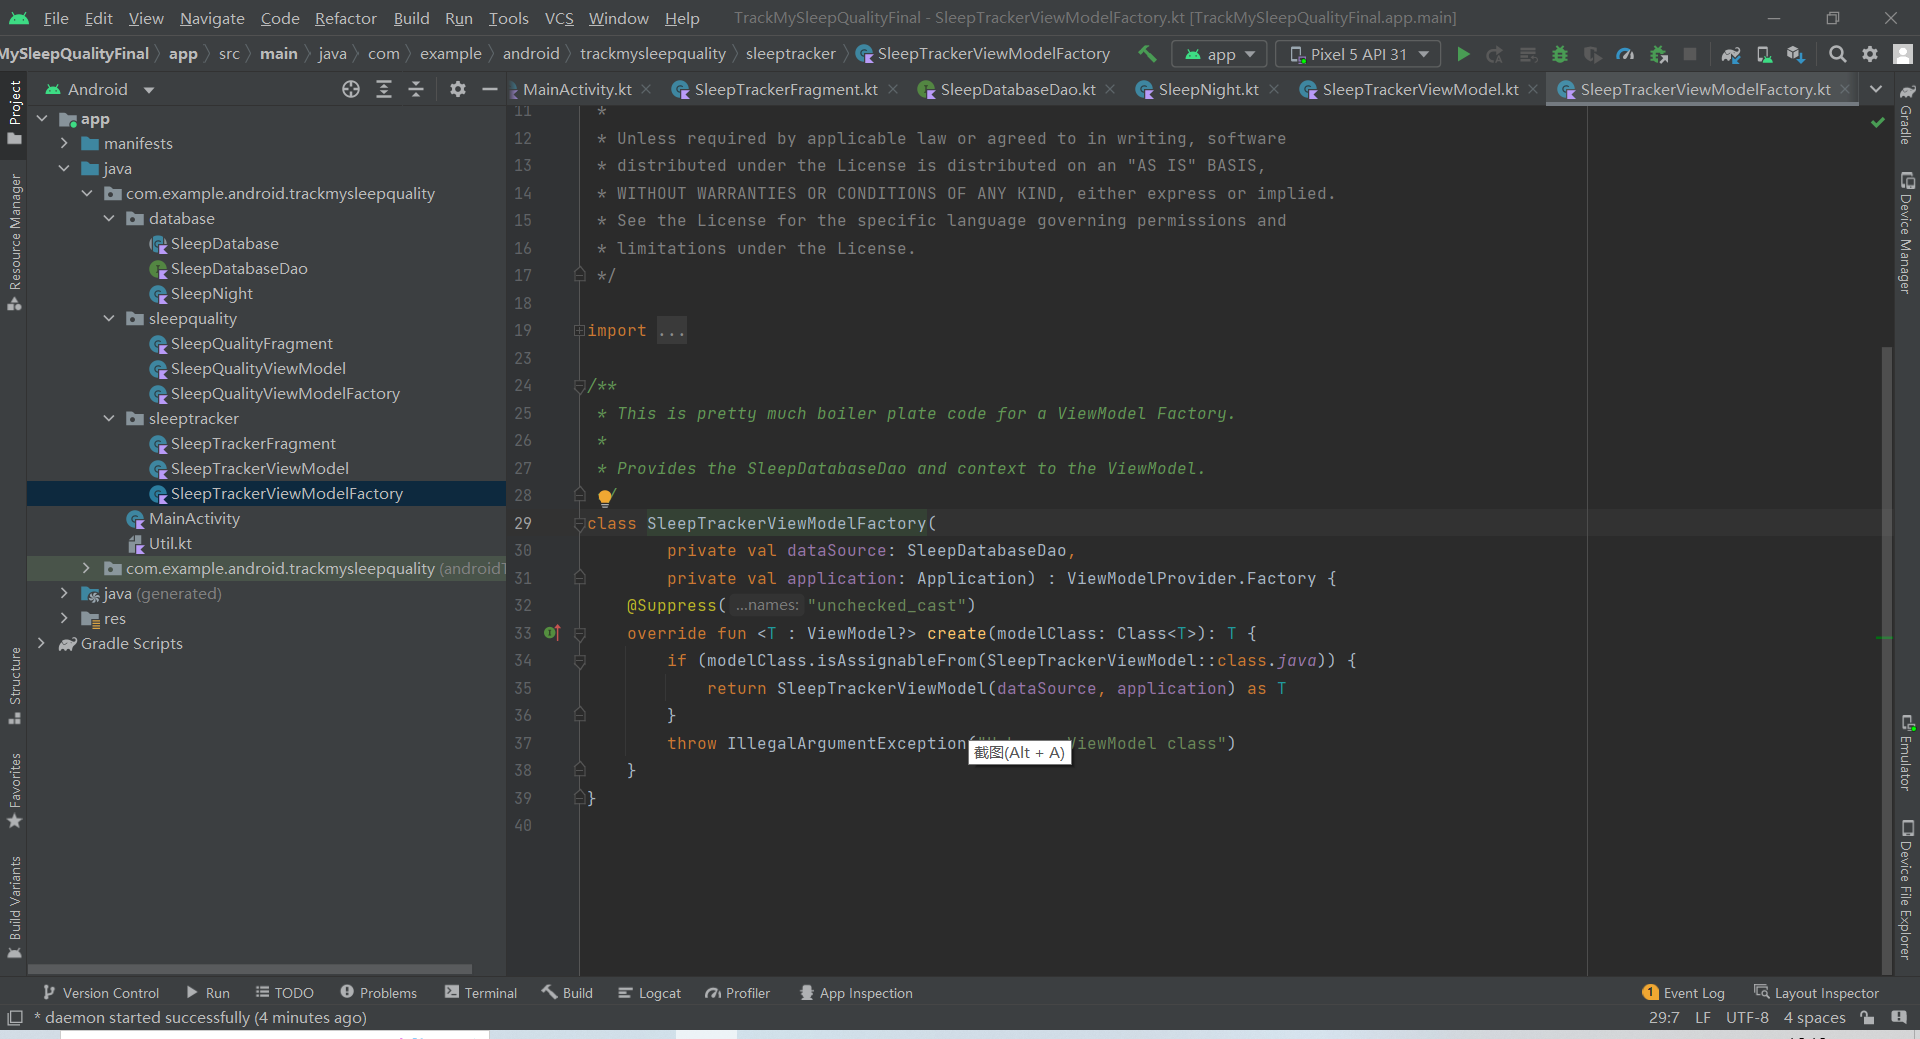 File Edit View Navigate Code Refactor Build Run Tools VCS Window Help TrackMySleepQualityFinal - SleepTrackerViewModelFactory.kt [TrackMySleepQualityFinal.app.main]
MySleepQualityFinal app src main java com example android trackmysleepquality sleeptracker SleepTrackerViewModelFactory app Pixel 5 API 31
Android MainActivity.kt SleepTrackerFragment.kt SleepDatabaseDao.kt SleepNight.kt SleepTrackerViewModel.kt SleepTrackerViewModelFactory.kt
Project
Resource Manager
Structure
Favorites
Build Variants
app
manifests
java
com.example.android.trackmysleepquality
database
SleepDatabase
SleepDatabaseDao
SleepNight
sleepquality
SleepQualityFragment
SleepQualityViewModel
SleepQualityViewModelFactory
sleeptracker
SleepTrackerFragment
SleepTrackerViewModel
SleepTrackerViewModelFactory
MainActivity
Util.kt
com.example.android.trackmysleepquality (androidT
java (generated)
res
Gradle Scripts
11 *
12 * Unless required by applicable law or agreed to in writing, software
13 * distributed under the License is distributed on an "AS IS" BASIS,
14 * WITHOUT WARRANTIES OR CONDITIONS OF ANY KIND, either express or implied.
15 * See the License for the specific language governing permissions and
16 * limitations under the License.
17 */
18
19 import ...
23
24 /**
25 * This is pretty much boiler plate code for a ViewModel Factory.
26 *
27 * Provides the SleepDatabaseDao and context to the ViewModel.
28 /
29 class SleepTrackerViewModelFactory(
30 private val dataSource: SleepDatabaseDao,
31 private val application: Application) : ViewModelProvider.Factory {
32 @Suppress( ...names: "unchecked_cast")
33 override fun <T : ViewModel?> create(modelClass: Class<T>): T {
34 if (modelClass.isAssignableFrom(SleepTrackerViewModel::class.java)) {
35 return SleepTrackerViewModel(dataSource, application) as T
36 }
37 throw IllegalArgumentException( ViewModel class")
截图(Alt + A)
38 }
39 }
40
Gradle
Device Manager
Emulator
Device File Explorer
Version Control Run TODO Problems Terminal Build Logcat Profiler App Inspection 1 Event Log Layout Inspector
* daemon started successfully (4 minutes ago) 29:7 LF UTF-8 4 spaces